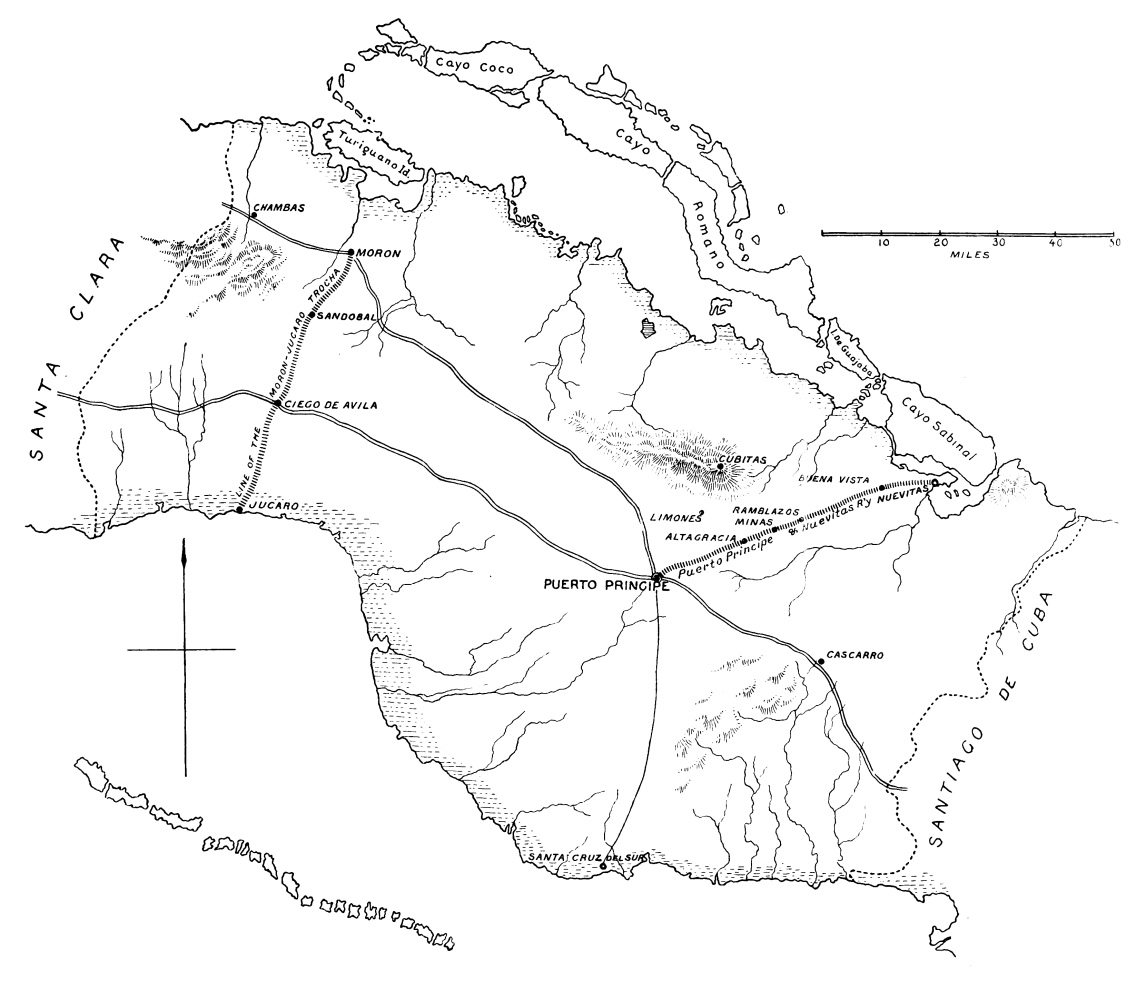 Cayo Coco
Cayo
Romano
Turiguano Id.
CHAMBAS
MORON
10 20 30 40 50
MILES
SANTA CLARA
SANDOBAL
LINE OF THE MORON-JUCARO TROCHA
I. De Guajaba
Cayo Sabinal
CIEGO DE AVILA
CUBITAS
BUENA VISTA
NUEVITAS
JUCARO
LIMONES?
RAMBLAZOS
MINAS
ALTAGRACIA
Puerto Principe & Nuevitas R'y
PUERTO PRINCIPE
CASCARRO
SANTIAGO DE CUBA
SANTA CRUZ DEL SUR